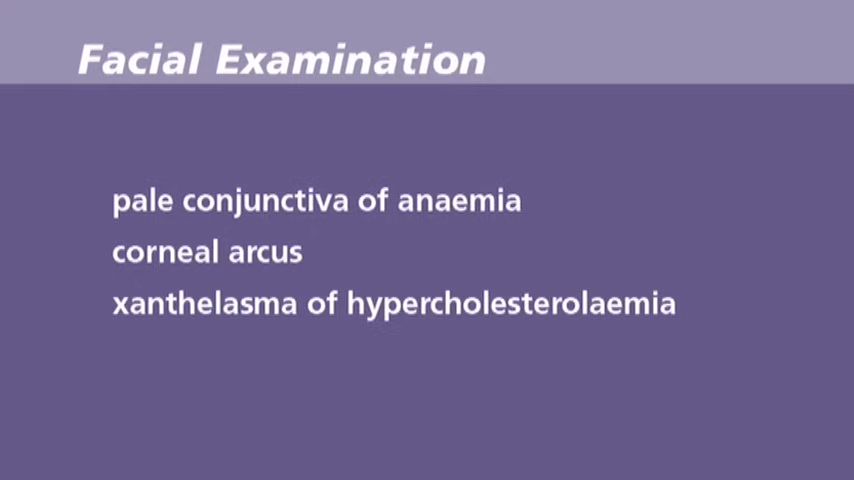 Facial Examination
pale conjunctiva of anaemia
corneal arcus
xanthelasma of hypercholesterolaemia